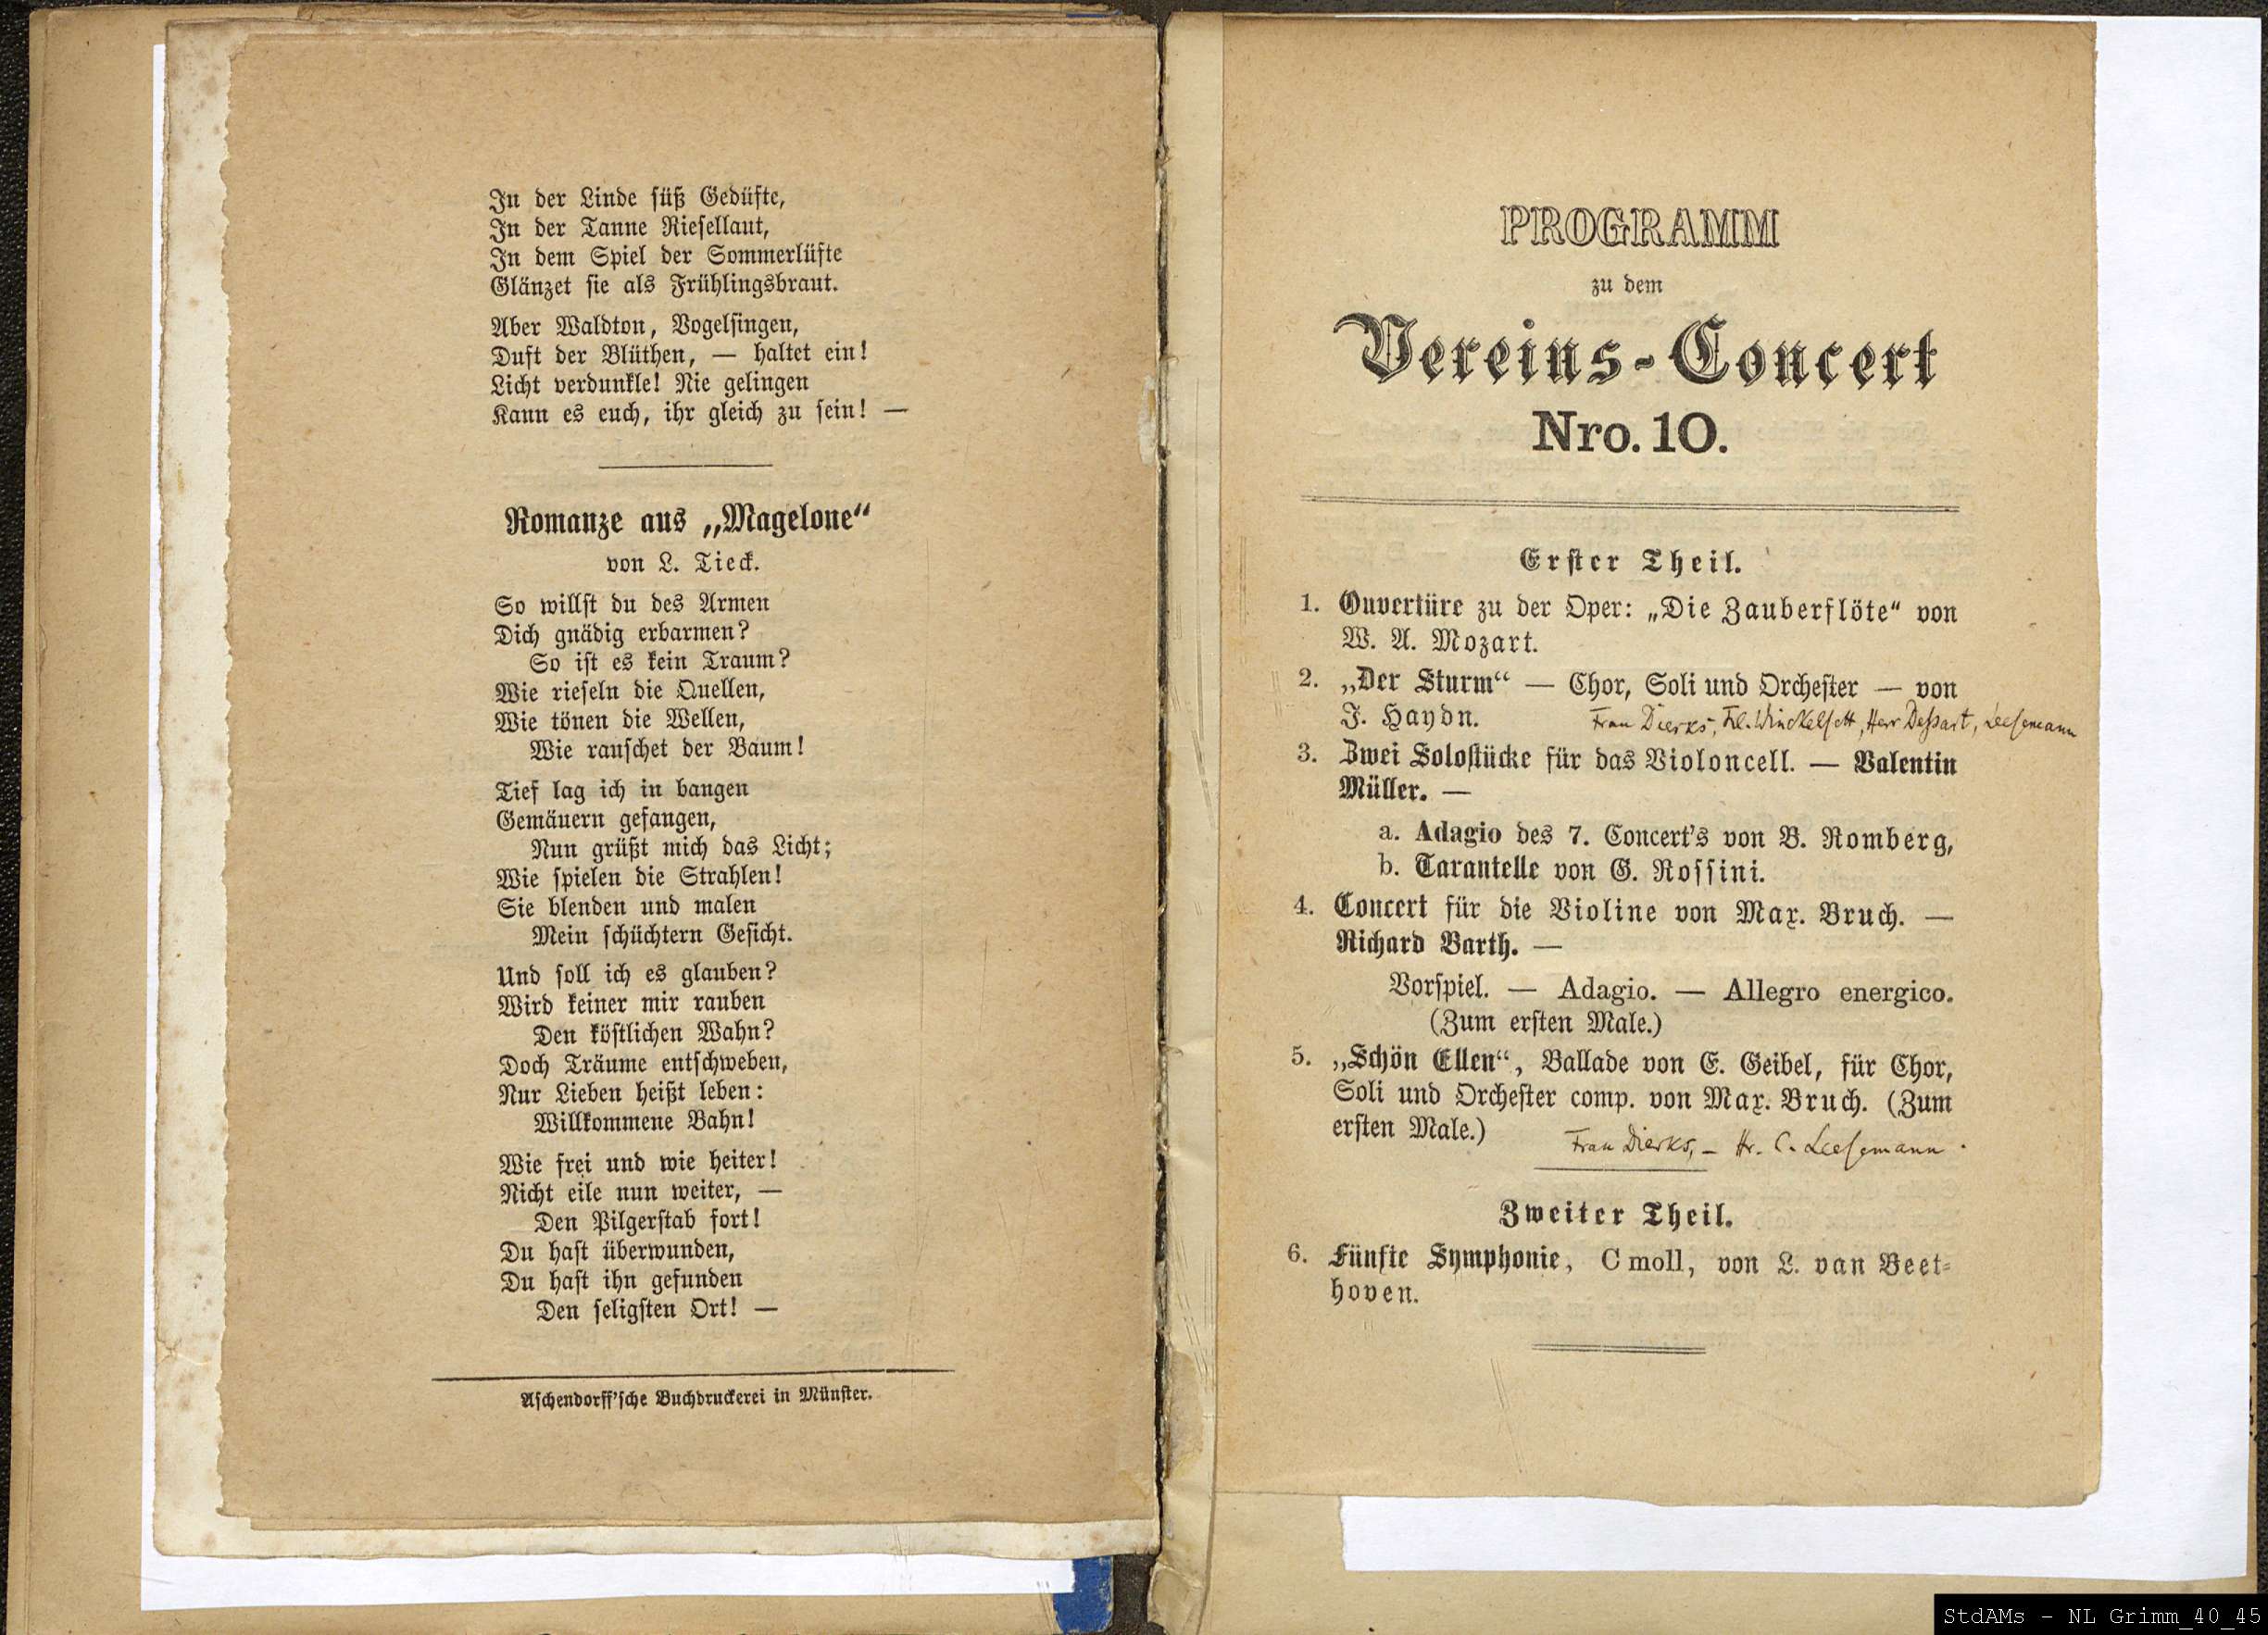 In der Linde süß Gedüfte,
In der Tanne Riesellaut,
In dem Spiel der Sommerlüfte
Glänzet sie als Frühlingsbraut.
Aber Waldton, Vogelsingen,
Duft der Blüthen, — haltet ein!
Licht verdunkle! Nie gelingen
Kann es euch, ihr gleich zu sein! —
Romanze aus „Magelone“
von L. Tieck.
So willst du des Armen
Dich gnädig erbarmen?
So ist es kein Traum?
Wie rieseln die Quellen,
Wie tönen die Wellen,
Wie rauschet der Baum!
Tief lag ich in bangen
Gemäuern gefangen,
Nun grüßt mich das Licht;
Wie spielen die Strahlen!
Sie blenden und malen
Mein schüchtern Gesicht.
Und soll ich es glauben?
Wird keiner mir rauben
Den köstlichen Wahn?
Doch Träume entschweben,
Nur Lieben heißt leben:
Willkommene Bahn!
Wie frei und wie heiter!
Nicht eile nun weiter, —
Den Pilgerstab fort!
Du hast überwunden,
Du hast ihn gefunden
Den seligsten Ort! —
Aschendorff'sche Buchdruckerei in Münster.
PROGRAMM
zu dem
Vereins-Concert
Nro. 10.
Erster Theil.
1. Ouvertüre zu der Oper: „Die Zauberflöte“ von
W. A. Mozart.
2. „Der Sturm“ — Chor, Soli und Orchester — von
J. Haydn. Frau Dierks, Frl. Winckelsett, Herr Dessart, Leesemann
3. Zwei Solostücke für das Violoncell. — Valentin
Müller. —
a. Adagio des 7. Concert's von B. Romberg,
b. Tarantelle von G. Rossini.
4. Concert für die Violine von Max. Bruch. —
Richard Barth. —
Vorspiel. — Adagio. — Allegro energico.
(Zum ersten Male.)
5. „Schön Ellen“, Ballade von E. Geibel, für Chor,
Soli und Orchester comp. von Max. Bruch. (Zum
ersten Male.) Frau Dierks, — Hr. C. Leesemann.
Zweiter Theil.
6. Fünfte Symphonie, C moll, von L. van Beet-
hoven.
StdAMs - NL Grimm_40_45